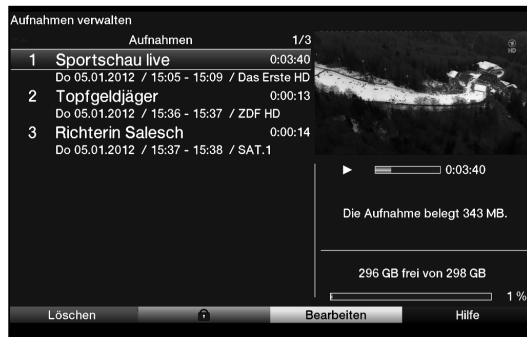 Aufnahmen verwalten
Aufnahmen 1/3
1 Sportschau live 0:03:40
Do 05.01.2012 / 15:05 - 15:09 / Das Erste HD
2 Topfgeldjäger 0:00:13
Do 05.01.2012 / 15:36 - 15:37 / ZDF HD
3 Richterin Salesch 0:00:14
Do 05.01.2012 / 15:37 - 15:38 / SAT.1
HD
0:03:40
Die Aufnahme belegt 343 MB.
296 GB frei von 298 GB
1 %
Löschen Bearbeiten Hilfe